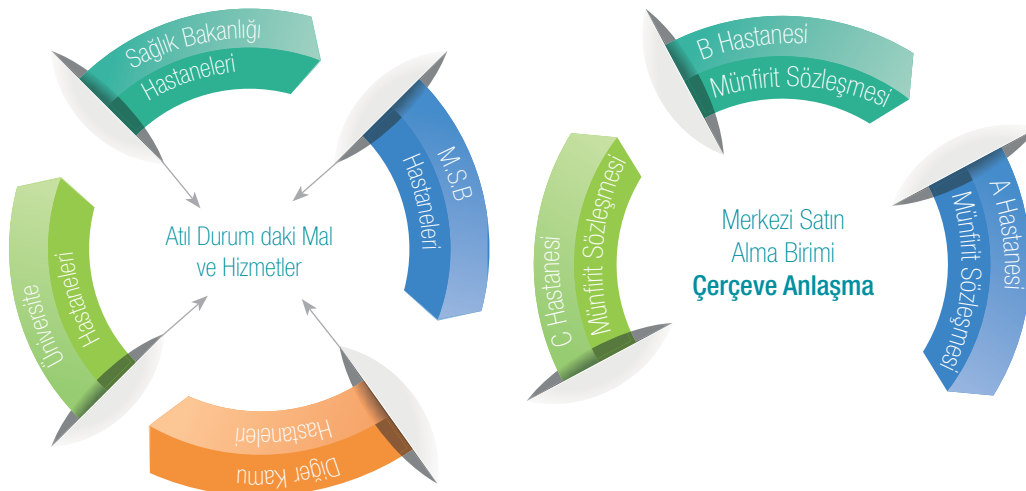 Sağlık Bakanlığı
Hastaneleri
M.S.B
Hastaneleri
Üniversite
Hastaneleri
Atıl Durum daki Mal
ve Hizmetler
Diğer Kamu
Hastaneleri
B Hastanesi
Münfirit Sözleşmesi
A Hastanesi
Münfirit Sözleşmesi
C Hastanesi
Münfirit Sözleşmesi
Merkezi Satın
Alma Birimi
Çerçeve Anlaşma